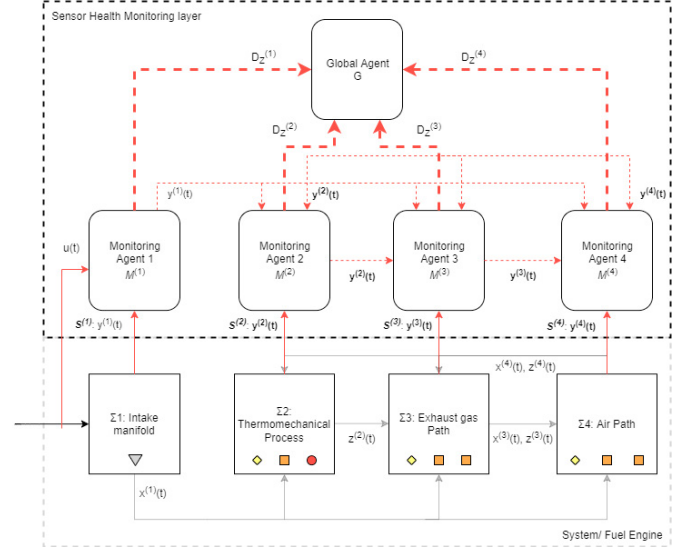 Sensor Health Monitoring layer
Dz⁽¹⁾
Dz⁽⁴⁾
Global Agent
G
Dz⁽²⁾
Dz⁽³⁾
y⁽¹⁾(t)
y⁽²⁾(t)
y⁽⁴⁾(t)
u(t)
Monitoring
Agent 1
M⁽¹⁾
Monitoring
Agent 2
M⁽²⁾
Monitoring
Agent 3
M⁽³⁾
Monitoring
Agent 4
M⁽⁴⁾
y⁽²⁾(t)
y⁽³⁾(t)
S⁽¹⁾: y⁽¹⁾(t)
S⁽²⁾: y⁽²⁾(t)
S⁽³⁾: y⁽³⁾(t)
S⁽⁴⁾: y⁽⁴⁾(t)
x⁽⁴⁾(t), z⁽⁴⁾(t)
Σ1: Intake
manifold
Σ2:
Thermomechanical
Process
z⁽²⁾(t)
Σ3: Exhaust gas
Path
x⁽³⁾(t), z⁽³⁾(t)
Σ4: Air Path
x⁽¹⁾(t)
System/ Fuel Engine